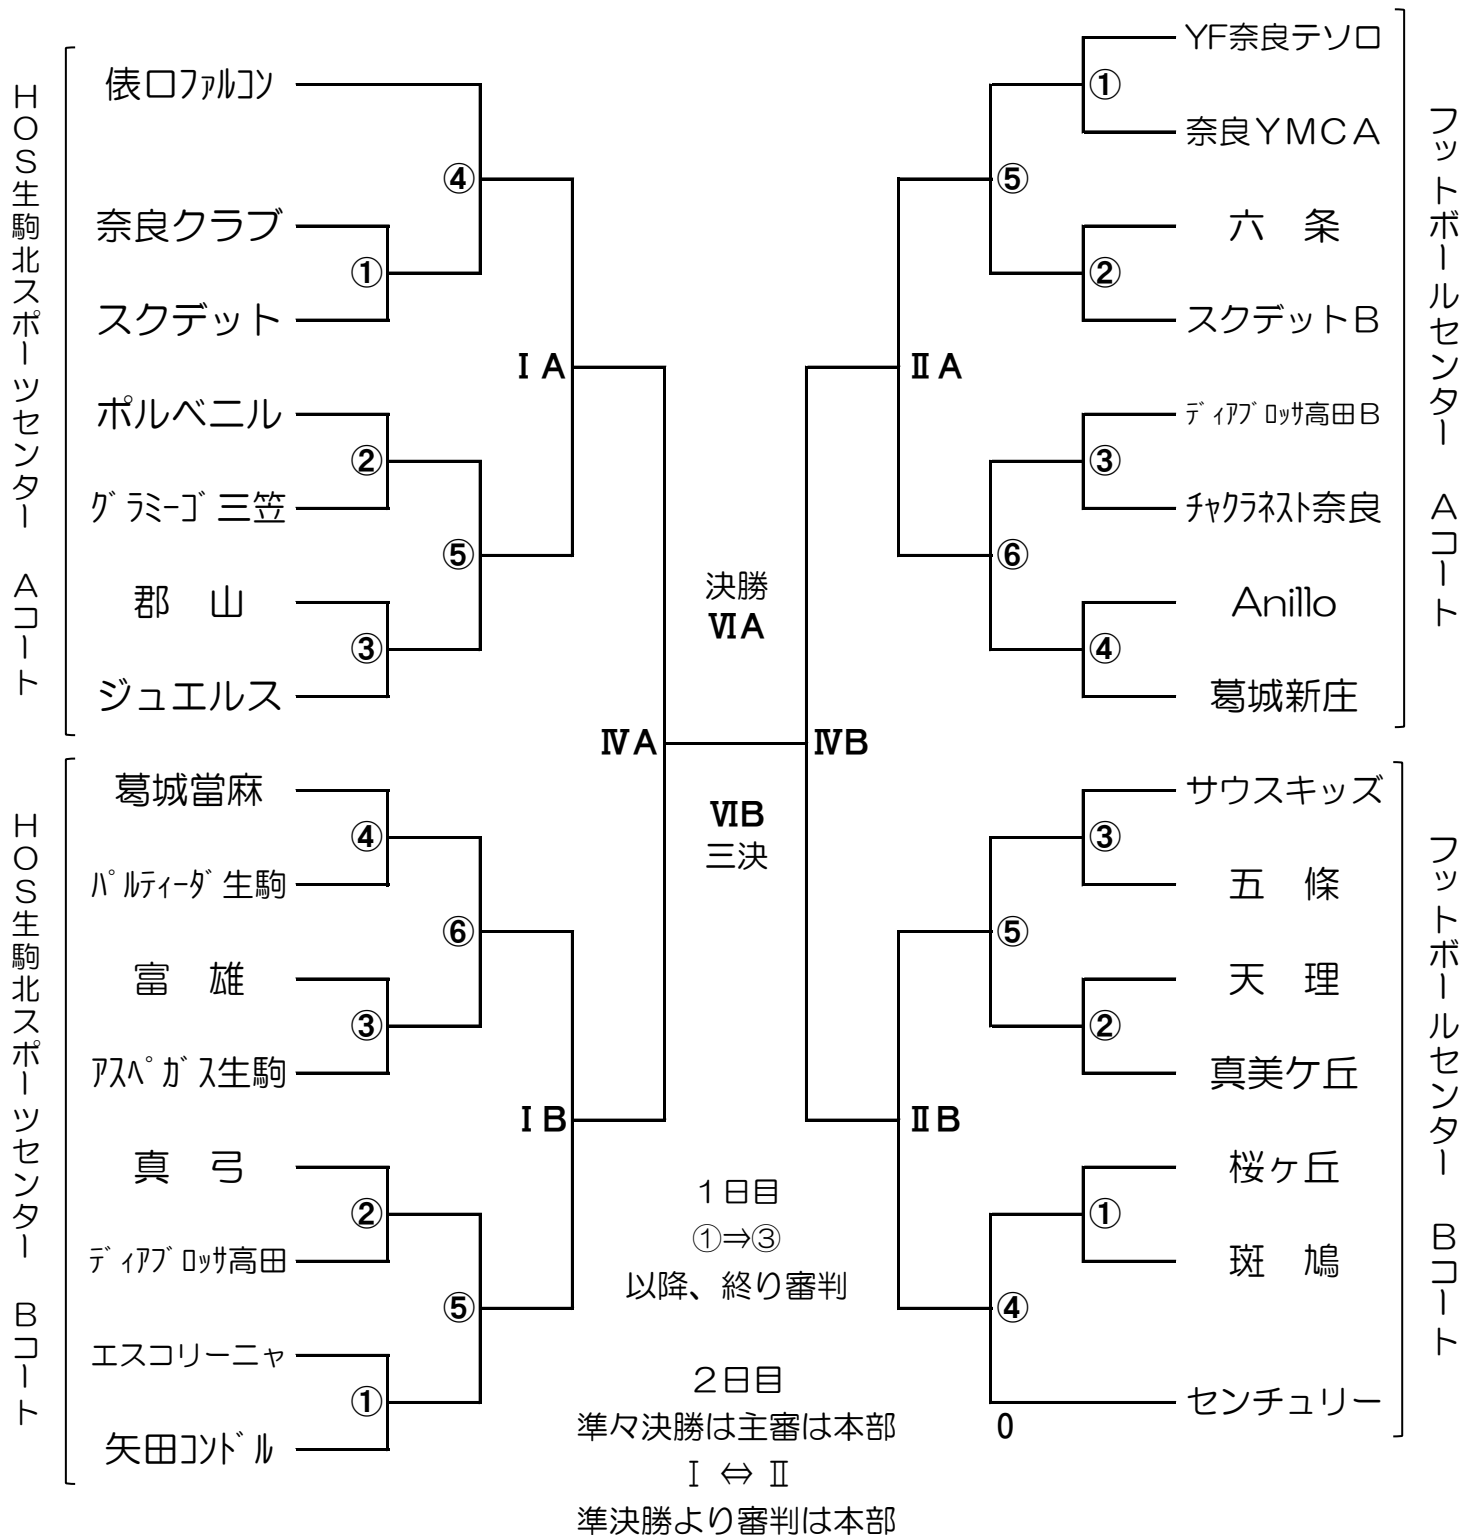 HOS生駒北スポーツセンター　Aコート
俵口ﾌｧﾙｺﾝ
奈良クラブ
スクデット
ポルベニル
ｸﾞﾗﾐｰｺﾞ三笠
郡　山
ジュエルス
④
①
②
⑤
③
ⅠA
HOS生駒北スポーツセンター　Bコート
葛城當麻
ﾊﾟﾙﾃｨｰﾀﾞ生駒
富　雄
ｱｽﾍﾟｶﾞｽ生駒
真　弓
ﾃﾞｨｱﾌﾞﾛｯｻ高田
エスコリーニャ
矢田ｺﾝﾄﾞﾙ
④
⑥
③
②
⑤
①
ⅠB
ⅣA
決勝
ⅥA
ⅥB
三決
ⅣB
1日目
①⇒③
以降、終り審判
2日目
準々決勝は主審は本部
Ⅰ ⇔ Ⅱ
準決勝より審判は本部
YF奈良テソロ
奈良YMCA
六　条
スクデットB
ﾃﾞｨｱﾌﾞﾛｯｻ高田B
ﾁｬｸﾗﾈｽﾄ奈良
Anillo
葛城新庄
①
⑤
②
③
⑥
④
ⅡA
フットボールセンター　Aコート
サウスキッズ
五　條
天　理
真美ケ丘
桜ヶ丘
斑　鳩
センチュリー
③
⑤
②
①
④
0
ⅡB
フットボールセンター　Bコート